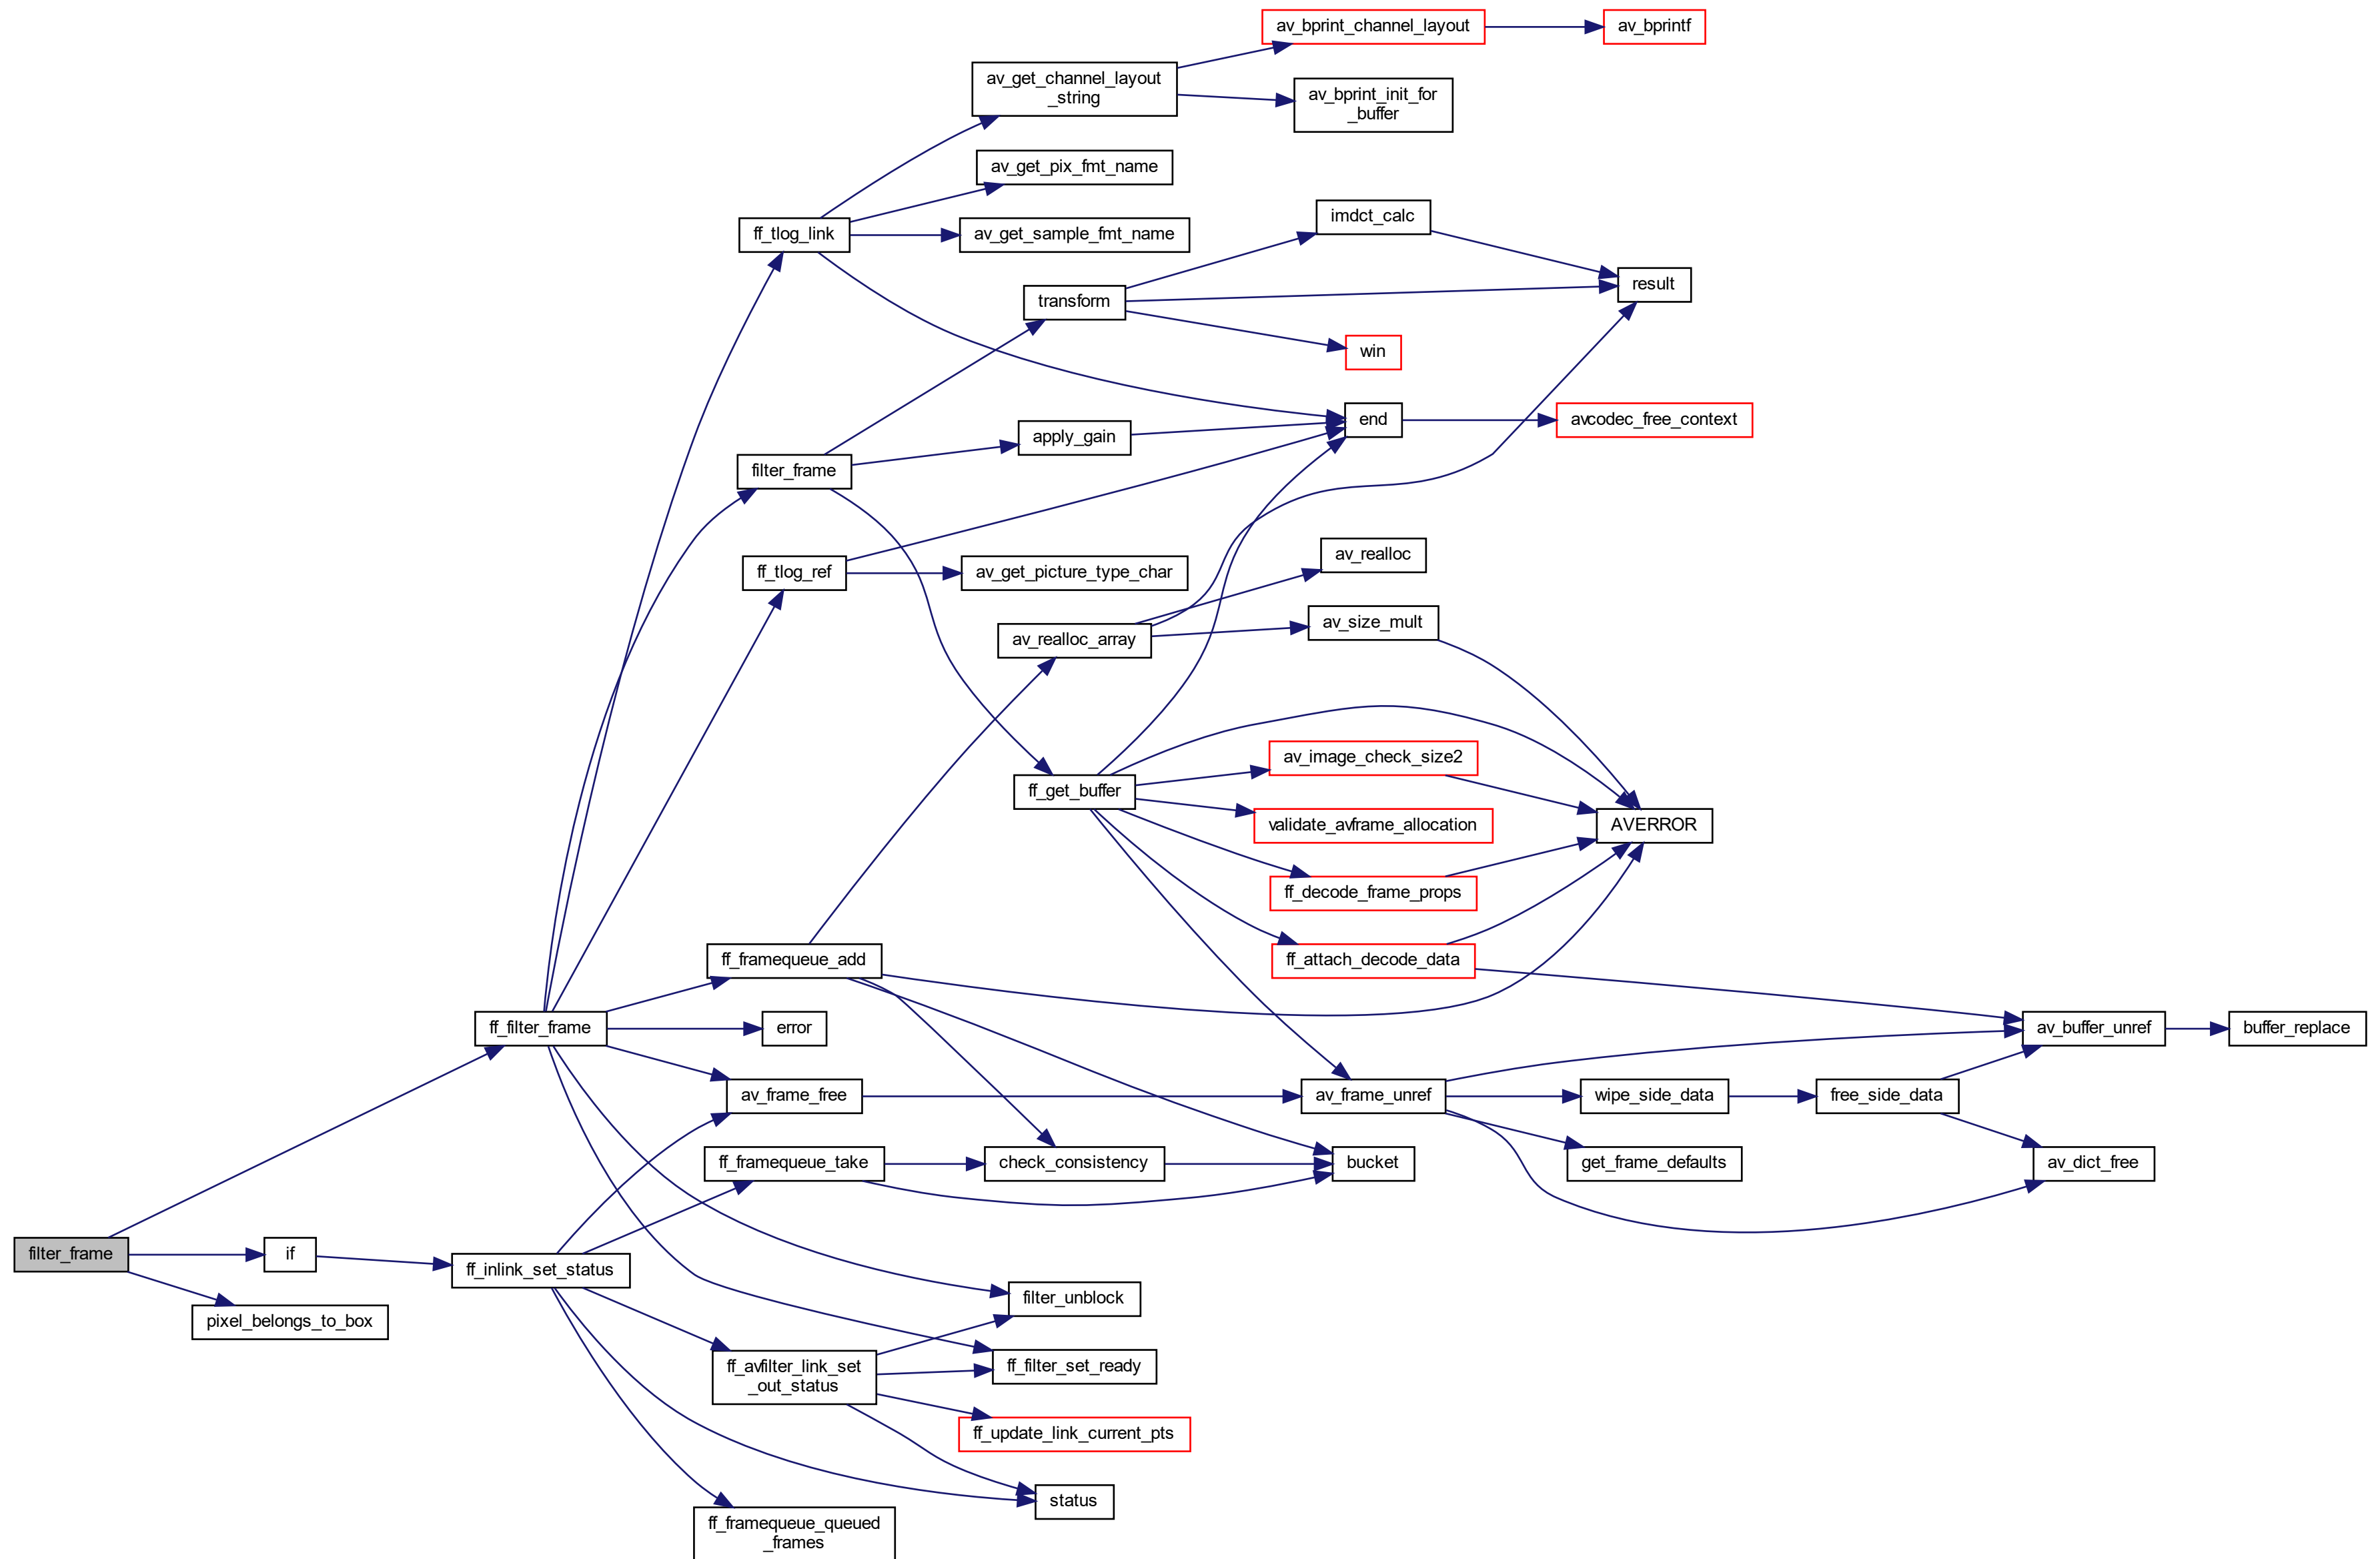 av_bprint_channel_layout
av_bprintf
av_get_channel_layout
_string
av_bprint_init_for
_buffer
av_get_pix_fmt_name
imdct_calc
ff_tlog_link
av_get_sample_fmt_name
transform
result
win
end
avcodec_free_context
apply_gain
filter_frame
av_realloc
ff_tlog_ref
av_get_picture_type_char
av_size_mult
av_realloc_array
av_image_check_size2
ff_get_buffer
validate_avframe_allocation
AVERROR
ff_decode_frame_props
ff_framequeue_add
ff_attach_decode_data
ff_filter_frame
error
av_buffer_unref
buffer_replace
av_frame_free
av_frame_unref
wipe_side_data
free_side_data
ff_framequeue_take
check_consistency
bucket
get_frame_defaults
av_dict_free
filter_frame
if
ff_inlink_set_status
filter_unblock
pixel_belongs_to_box
ff_avfilter_link_set
_out_status
ff_filter_set_ready
ff_update_link_current_pts
status
ff_framequeue_queued
_frames